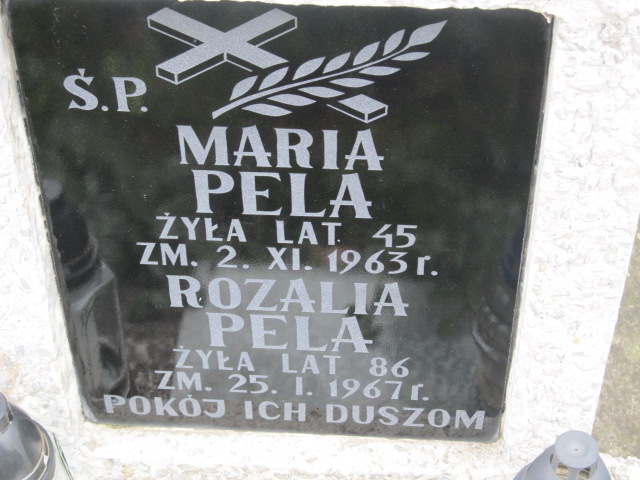 Ś.P.
MARIA
PELA
ŻYŁA LAT 45
ZM. 2. XI. 1963 r.
ROZALIA
PELA
ŻYŁA LAT 86
ZM. 25. I. 1967 r.
POKÓJ ICH DUSZOM